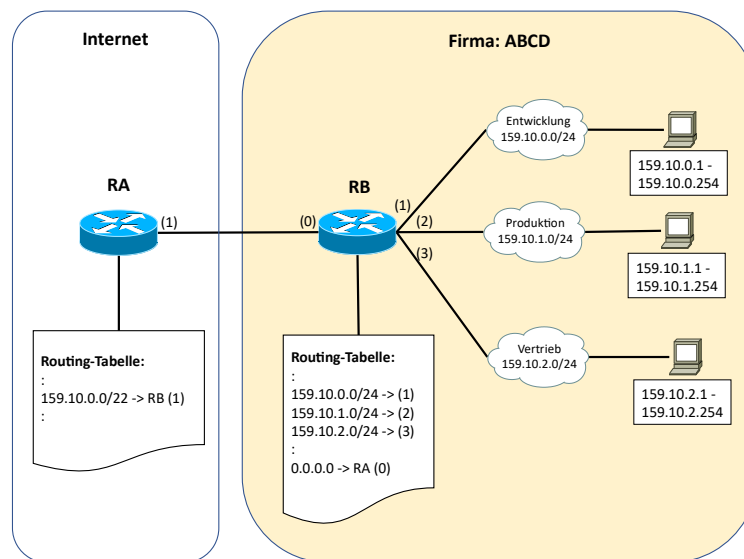 Internet
Firma: ABCD
Entwicklung
159.10.0.0/24
159.10.0.1 -
159.10.0.254
RA
RB
(1)
(0)
(1)
(2)
(3)
Produktion
159.10.1.0/24
159.10.1.1 -
159.10.1.254
Vertrieb
159.10.2.0/24
159.10.2.1 -
159.10.2.254
Routing-Tabelle:
:
159.10.0.0/22 -> RB (1)
:
Routing-Tabelle:
:
159.10.0.0/24 -> (1)
159.10.1.0/24 -> (2)
159.10.2.0/24 -> (3)
:
0.0.0.0 -> RA (0)